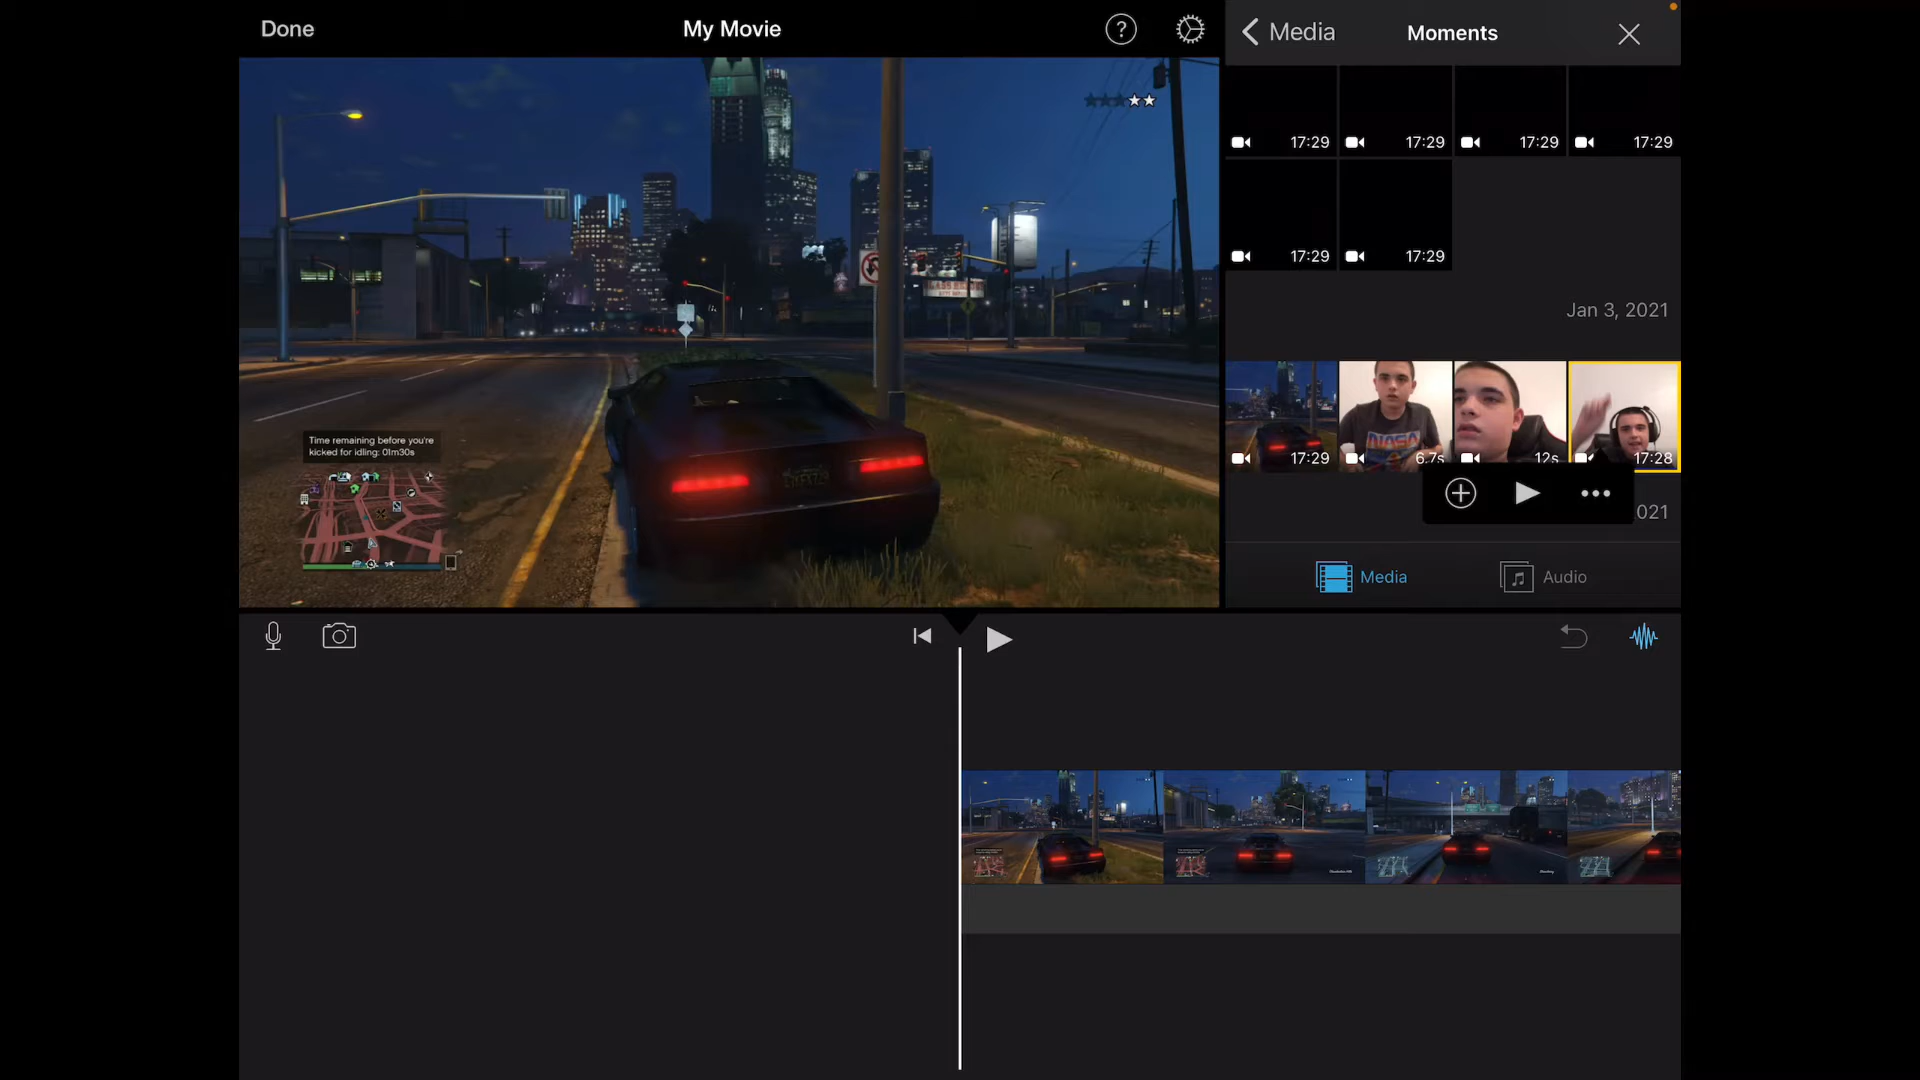 Done
My Movie
?
Media
Moments
17:29
17:29
17:29
17:29
17:29
17:29
Jan 3, 2021
NASA
17:29
6.7s
12s
17:28
021
Time remaining before you're
kicked for idling: 01m30s
Media
Audio